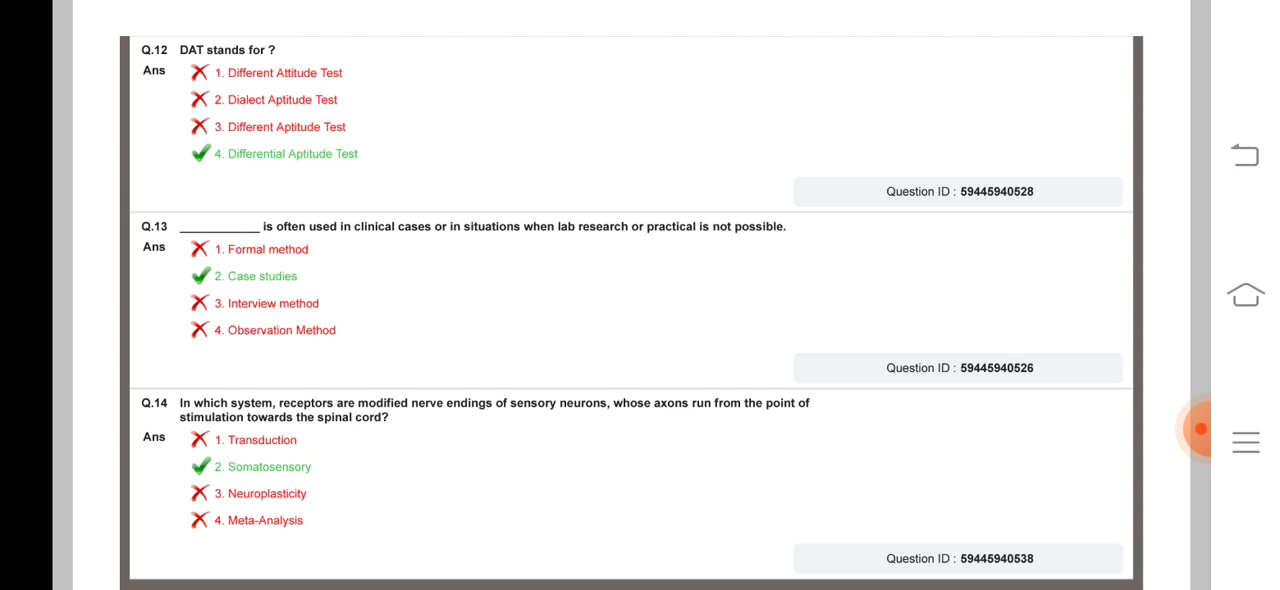 Q.12 DAT stands for ?
Ans 1. Different Attitude Test
2. Dialect Aptitude Test
3. Different Aptitude Test
4. Differential Aptitude Test
Question ID : 59445940528
Q.13 ____________ is often used in clinical cases or in situations when lab research or practical is not possible.
Ans 1. Formal method
2. Case studies
3. Interview method
4. Observation Method
Question ID : 59445940526
Q.14 In which system, receptors are modified nerve endings of sensory neurons, whose axons run from the point of
stimulation towards the spinal cord?
Ans 1. Transduction
2. Somatosensory
3. Neuroplasticity
4. Meta-Analysis
Question ID : 59445940538